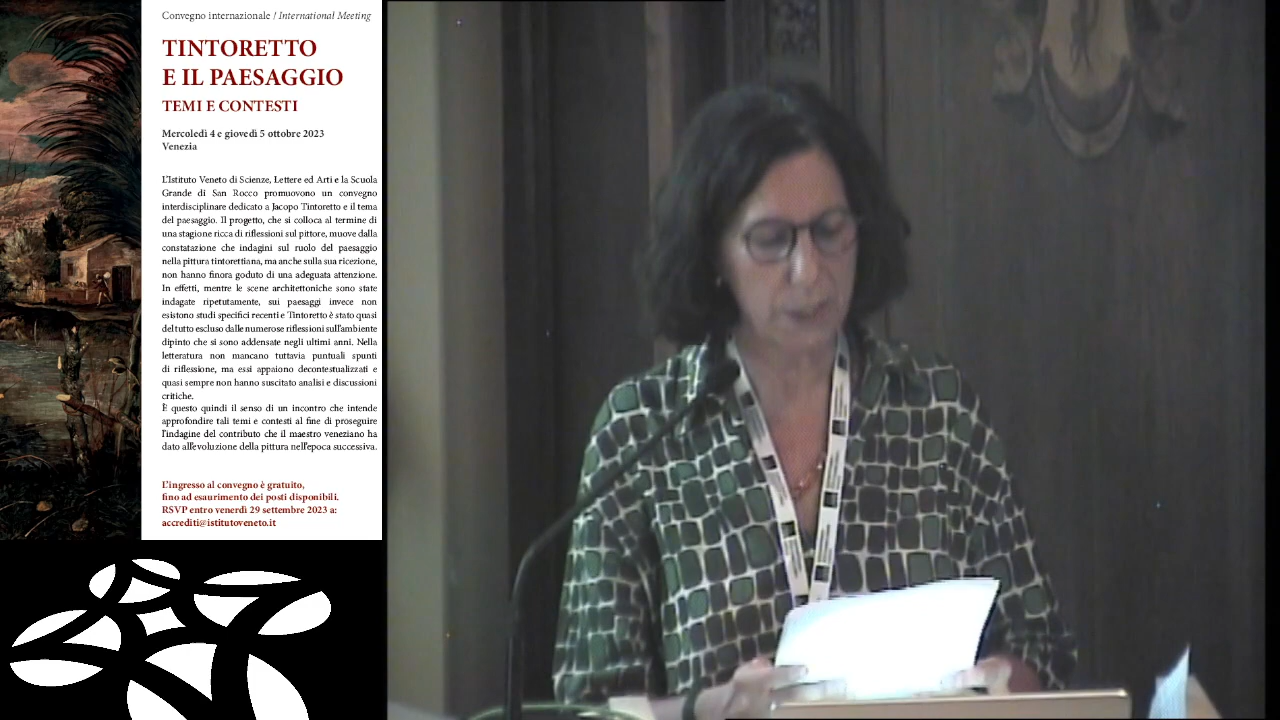 Convegno internazionale / International Meeting
TINTORETTO
E IL PAESAGGIO
TEMI E CONTESTI
Mercoledì 4 e giovedì 5 ottobre 2023
Venezia
L'Istituto Veneto di Scienze, Lettere ed Arti e la Scuola
Grande di San Rocco promuovono un convegno
interdisciplinare dedicato a Jacopo Tintoretto e il tema
del paesaggio. Il progetto, che si colloca al termine di
una stagione ricca di riflessioni sul pittore, muove dalla
constatazione che indagini sul ruolo del paesaggio
nella pittura tintorettiana, ma anche sulla sua ricezione,
non hanno finora goduto di una adeguata attenzione.
In effetti, mentre le scene architettoniche sono state
indagate ripetutamente, sui paesaggi invece non
esistono studi specifici recenti e Tintoretto è stato quasi
del tutto escluso dalle numerose riflessioni sull'ambiente
dipinto che si sono addensate negli ultimi anni. Nella
letteratura non mancano tuttavia puntuali spunti
di riflessione, ma essi appaiono decontestualizzati e
quasi sempre non hanno suscitato analisi e discussioni
critiche.
È questo quindi il senso di un incontro che intende
approfondire tali temi e contesti al fine di proseguire
l'indagine del contributo che il maestro veneziano ha
dato all'evoluzione della pittura nell'epoca successiva.
L'ingresso al convegno è gratuito,
fino ad esaurimento dei posti disponibili.
RSVP entro venerdì 29 settembre 2023 a:
accrediti@istitutoveneto.it